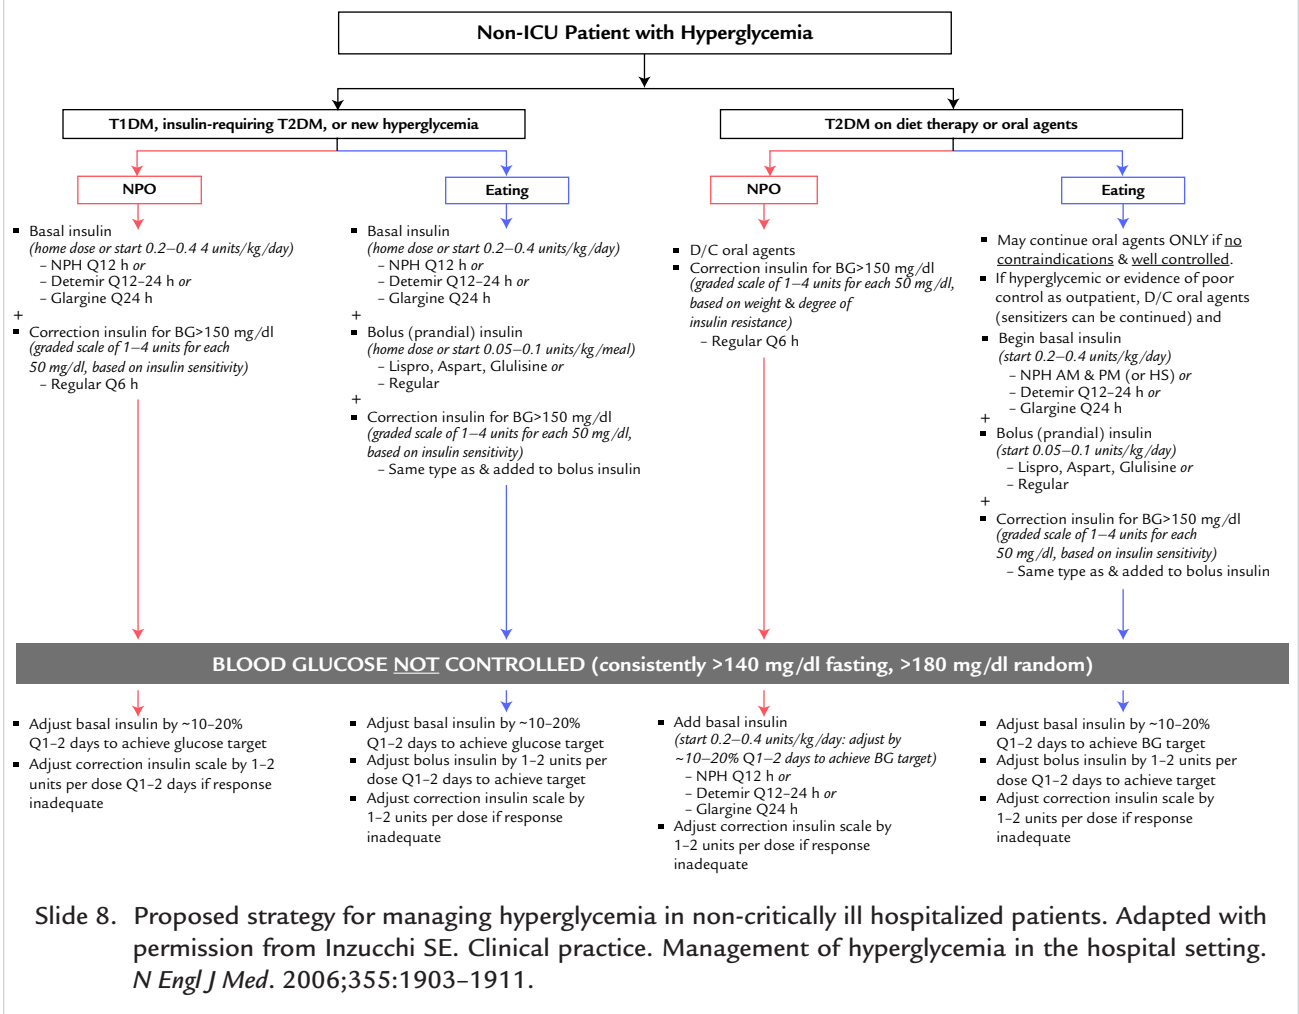 Non-ICU Patient with Hyperglycemia
T1DM, insulin-requiring T2DM, or new hyperglycemia
T2DM on diet therapy or oral agents
NPO
Eating
NPO
Eating
▪ Basal insulin
(home dose or start 0.2–0.4 4 units/kg/day)
– NPH Q12 h or
– Detemir Q12–24 h or
– Glargine Q24 h
+
▪ Correction insulin for BG>150 mg/dl
(graded scale of 1–4 units for each
50 mg/dl, based on insulin sensitivity)
– Regular Q6 h
▪ Basal insulin
(home dose or start 0.2–0.4 units/kg/day)
– NPH Q12 h or
– Detemir Q12–24 h or
– Glargine Q24 h
+
▪ Bolus (prandial) insulin
(home dose or start 0.05–0.1 units/kg/meal)
– Lispro, Aspart, Glulisine or
– Regular
+
▪ Correction insulin for BG>150 mg/dl
(graded scale of 1–4 units for each 50 mg/dl,
based on insulin sensitivity)
– Same type as & added to bolus insulin
▪ D/C oral agents
▪ Correction insulin for BG>150 mg/dl
(graded scale of 1–4 units for each 50 mg/dl,
based on weight & degree of
insulin resistance)
– Regular Q6 h
▪ May continue oral agents ONLY if no
contraindications & well controlled.
▪ If hyperglycemic or evidence of poor
control as outpatient, D/C oral agents
(sensitizers can be continued) and
▪ Begin basal insulin
(start 0.2–0.4 units/kg/day)
– NPH AM & PM (or HS) or
– Detemir Q12–24 h or
– Glargine Q24 h
+
▪ Bolus (prandial) insulin
(start 0.05–0.1 units/kg/day)
– Lispro, Aspart, Glulisine or
– Regular
+
▪ Correction insulin for BG>150 mg/dl
(graded scale of 1–4 units for each
50 mg/dl, based on insulin sensitivity)
– Same type as & added to bolus insulin
BLOOD GLUCOSE NOT CONTROLLED (consistently >140 mg/dl fasting, >180 mg/dl random)
▪ Adjust basal insulin by ~10–20%
Q1–2 days to achieve glucose target
▪ Adjust correction insulin scale by 1–2
units per dose Q1–2 days if response
inadequate
▪ Adjust basal insulin by ~10–20%
Q1–2 days to achieve glucose target
▪ Adjust bolus insulin by 1–2 units per
dose Q1–2 days to achieve target
▪ Adjust correction insulin scale by
1–2 units per dose if response
inadequate
▪ Add basal insulin
(start 0.2–0.4 units/kg/day: adjust by
~10–20% Q1–2 days to achieve BG target)
– NPH Q12 h or
– Detemir Q12–24 h or
– Glargine Q24 h
▪ Adjust correction insulin scale by
1–2 units per dose if response
inadequate
▪ Adjust basal insulin by ~10–20%
Q1–2 days to achieve BG target
▪ Adjust bolus insulin by 1–2 units per
dose Q1–2 days to achieve target
▪ Adjust correction insulin scale by
1–2 units per dose if response
inadequate
Slide 8. Proposed strategy for managing hyperglycemia in non-critically ill hospitalized patients. Adapted with
permission from Inzucchi SE. Clinical practice. Management of hyperglycemia in the hospital setting.
N Engl J Med. 2006;355:1903–1911.